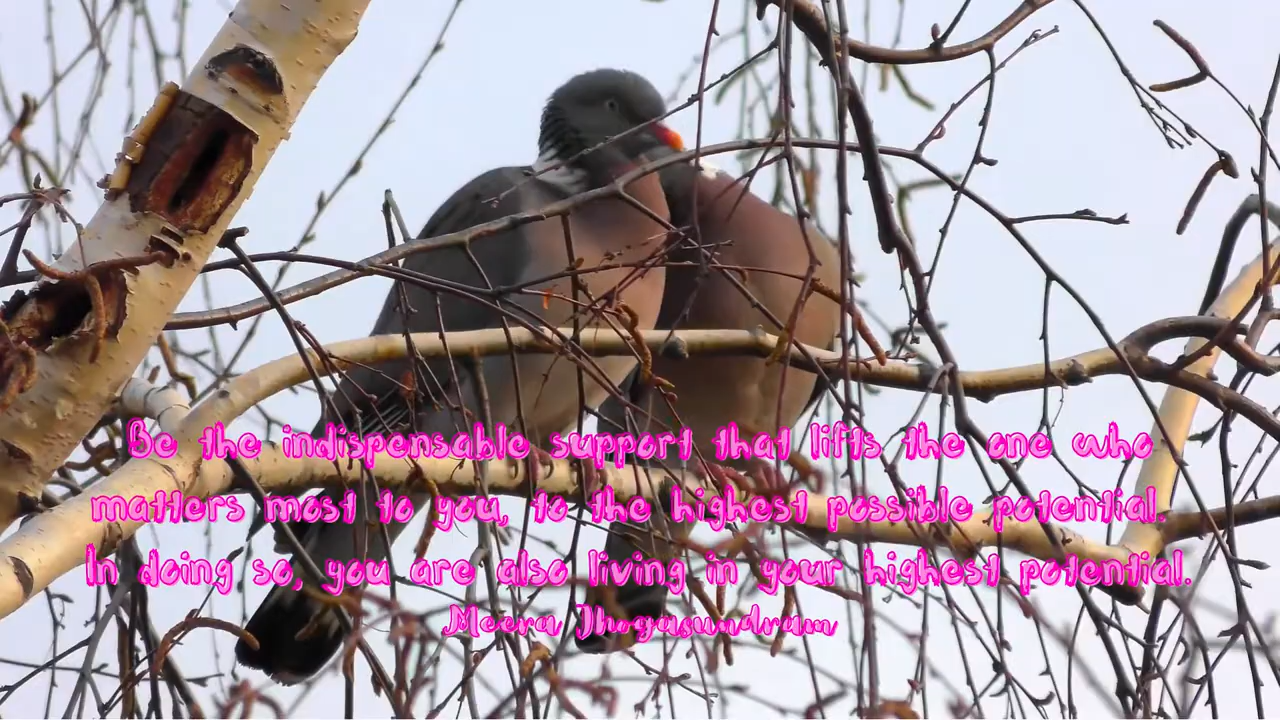 Be the indispensable support that lifts the one who
matters most to you, to the highest possible potential.
In doing so, you are also living in your highest potential.
Meera Jhogasundram